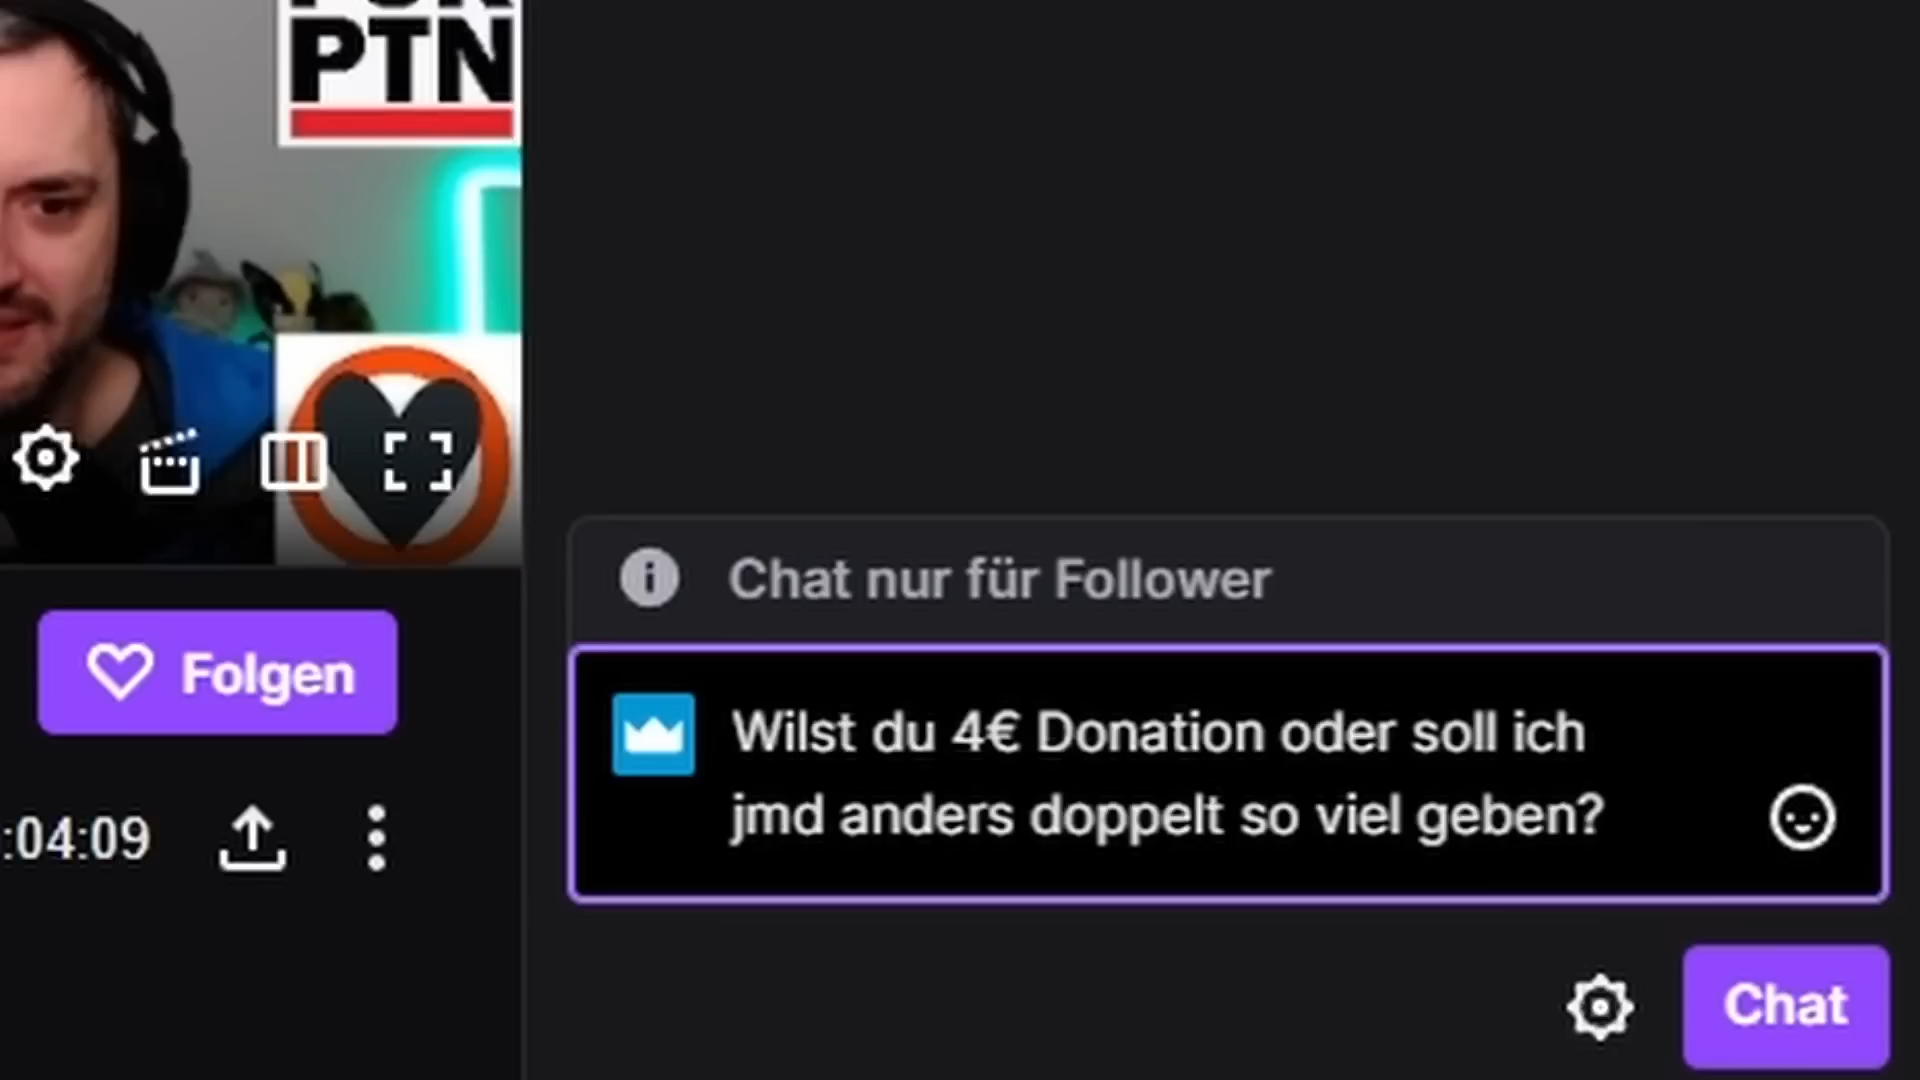 PTN
Chat nur für Follower
Folgen
Wilst du 4€ Donation oder soll ich
jmd anders doppelt so viel geben?
:04:09
Chat